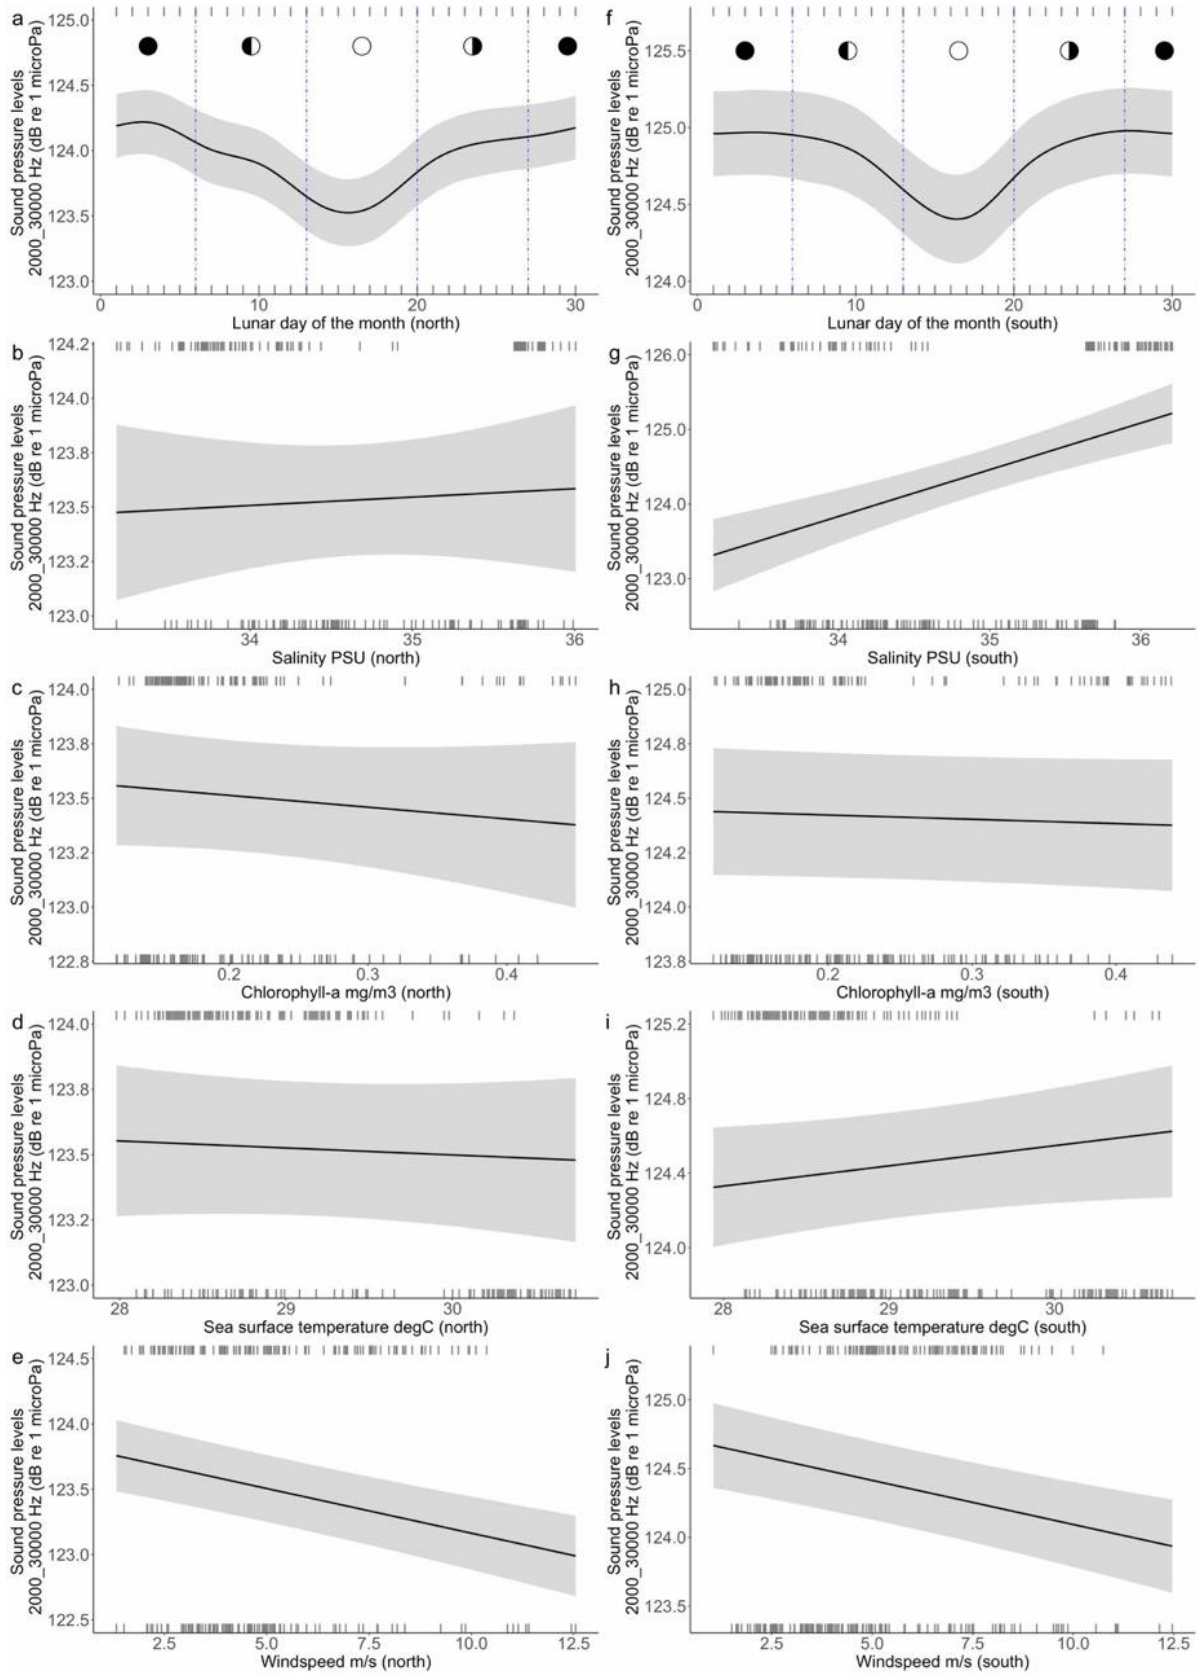 a
Sound pressure levels
2000_30000 Hz (dB re 1 microPa)
125.0
124.5
124.0
123.5
123.0
0
10
20
30
Lunar day of the month (north)
f
Sound pressure levels
2000_30000 Hz (dB re 1 microPa)
125.5
125.0
124.5
124.0
0
10
20
30
Lunar day of the month (south)
b
Sound pressure levels
2000_30000 Hz (dB re 1 microPa)
124.2
124.0
123.8
123.5
123.2
123.0
34
35
36
Salinity PSU (north)
g
Sound pressure levels
2000_30000 Hz (dB re 1 microPa)
126.0
125.0
124.0
123.0
34
35
36
Salinity PSU (south)
c
Sound pressure levels
2000_30000 Hz (dB re 1 microPa)
124.0
123.8
123.5
123.2
123.0
122.8
0.2
0.3
0.4
Chlorophyll-a mg/m3 (north)
h
Sound pressure levels
2000_30000 Hz (dB re 1 microPa)
125.0
124.8
124.5
124.2
124.0
123.8
0.2
0.3
0.4
Chlorophyll-a mg/m3 (south)
d
Sound pressure levels
2000_30000 Hz (dB re 1 microPa)
124.0
123.8
123.5
123.2
123.0
28
29
30
Sea surface temperature degC (north)
i
Sound pressure levels
2000_30000 Hz (dB re 1 microPa)
125.2
124.8
124.4
124.0
28
29
30
Sea surface temperature degC (south)
e
Sound pressure levels
2000_30000 Hz (dB re 1 microPa)
124.5
124.0
123.5
123.0
122.5
2.5
5.0
7.5
10.0
12.5
Windspeed m/s (north)
j
Sound pressure levels
2000_30000 Hz (dB re 1 microPa)
125.0
124.5
124.0
123.5
2.5
5.0
7.5
10.0
12.5
Windspeed m/s (south)